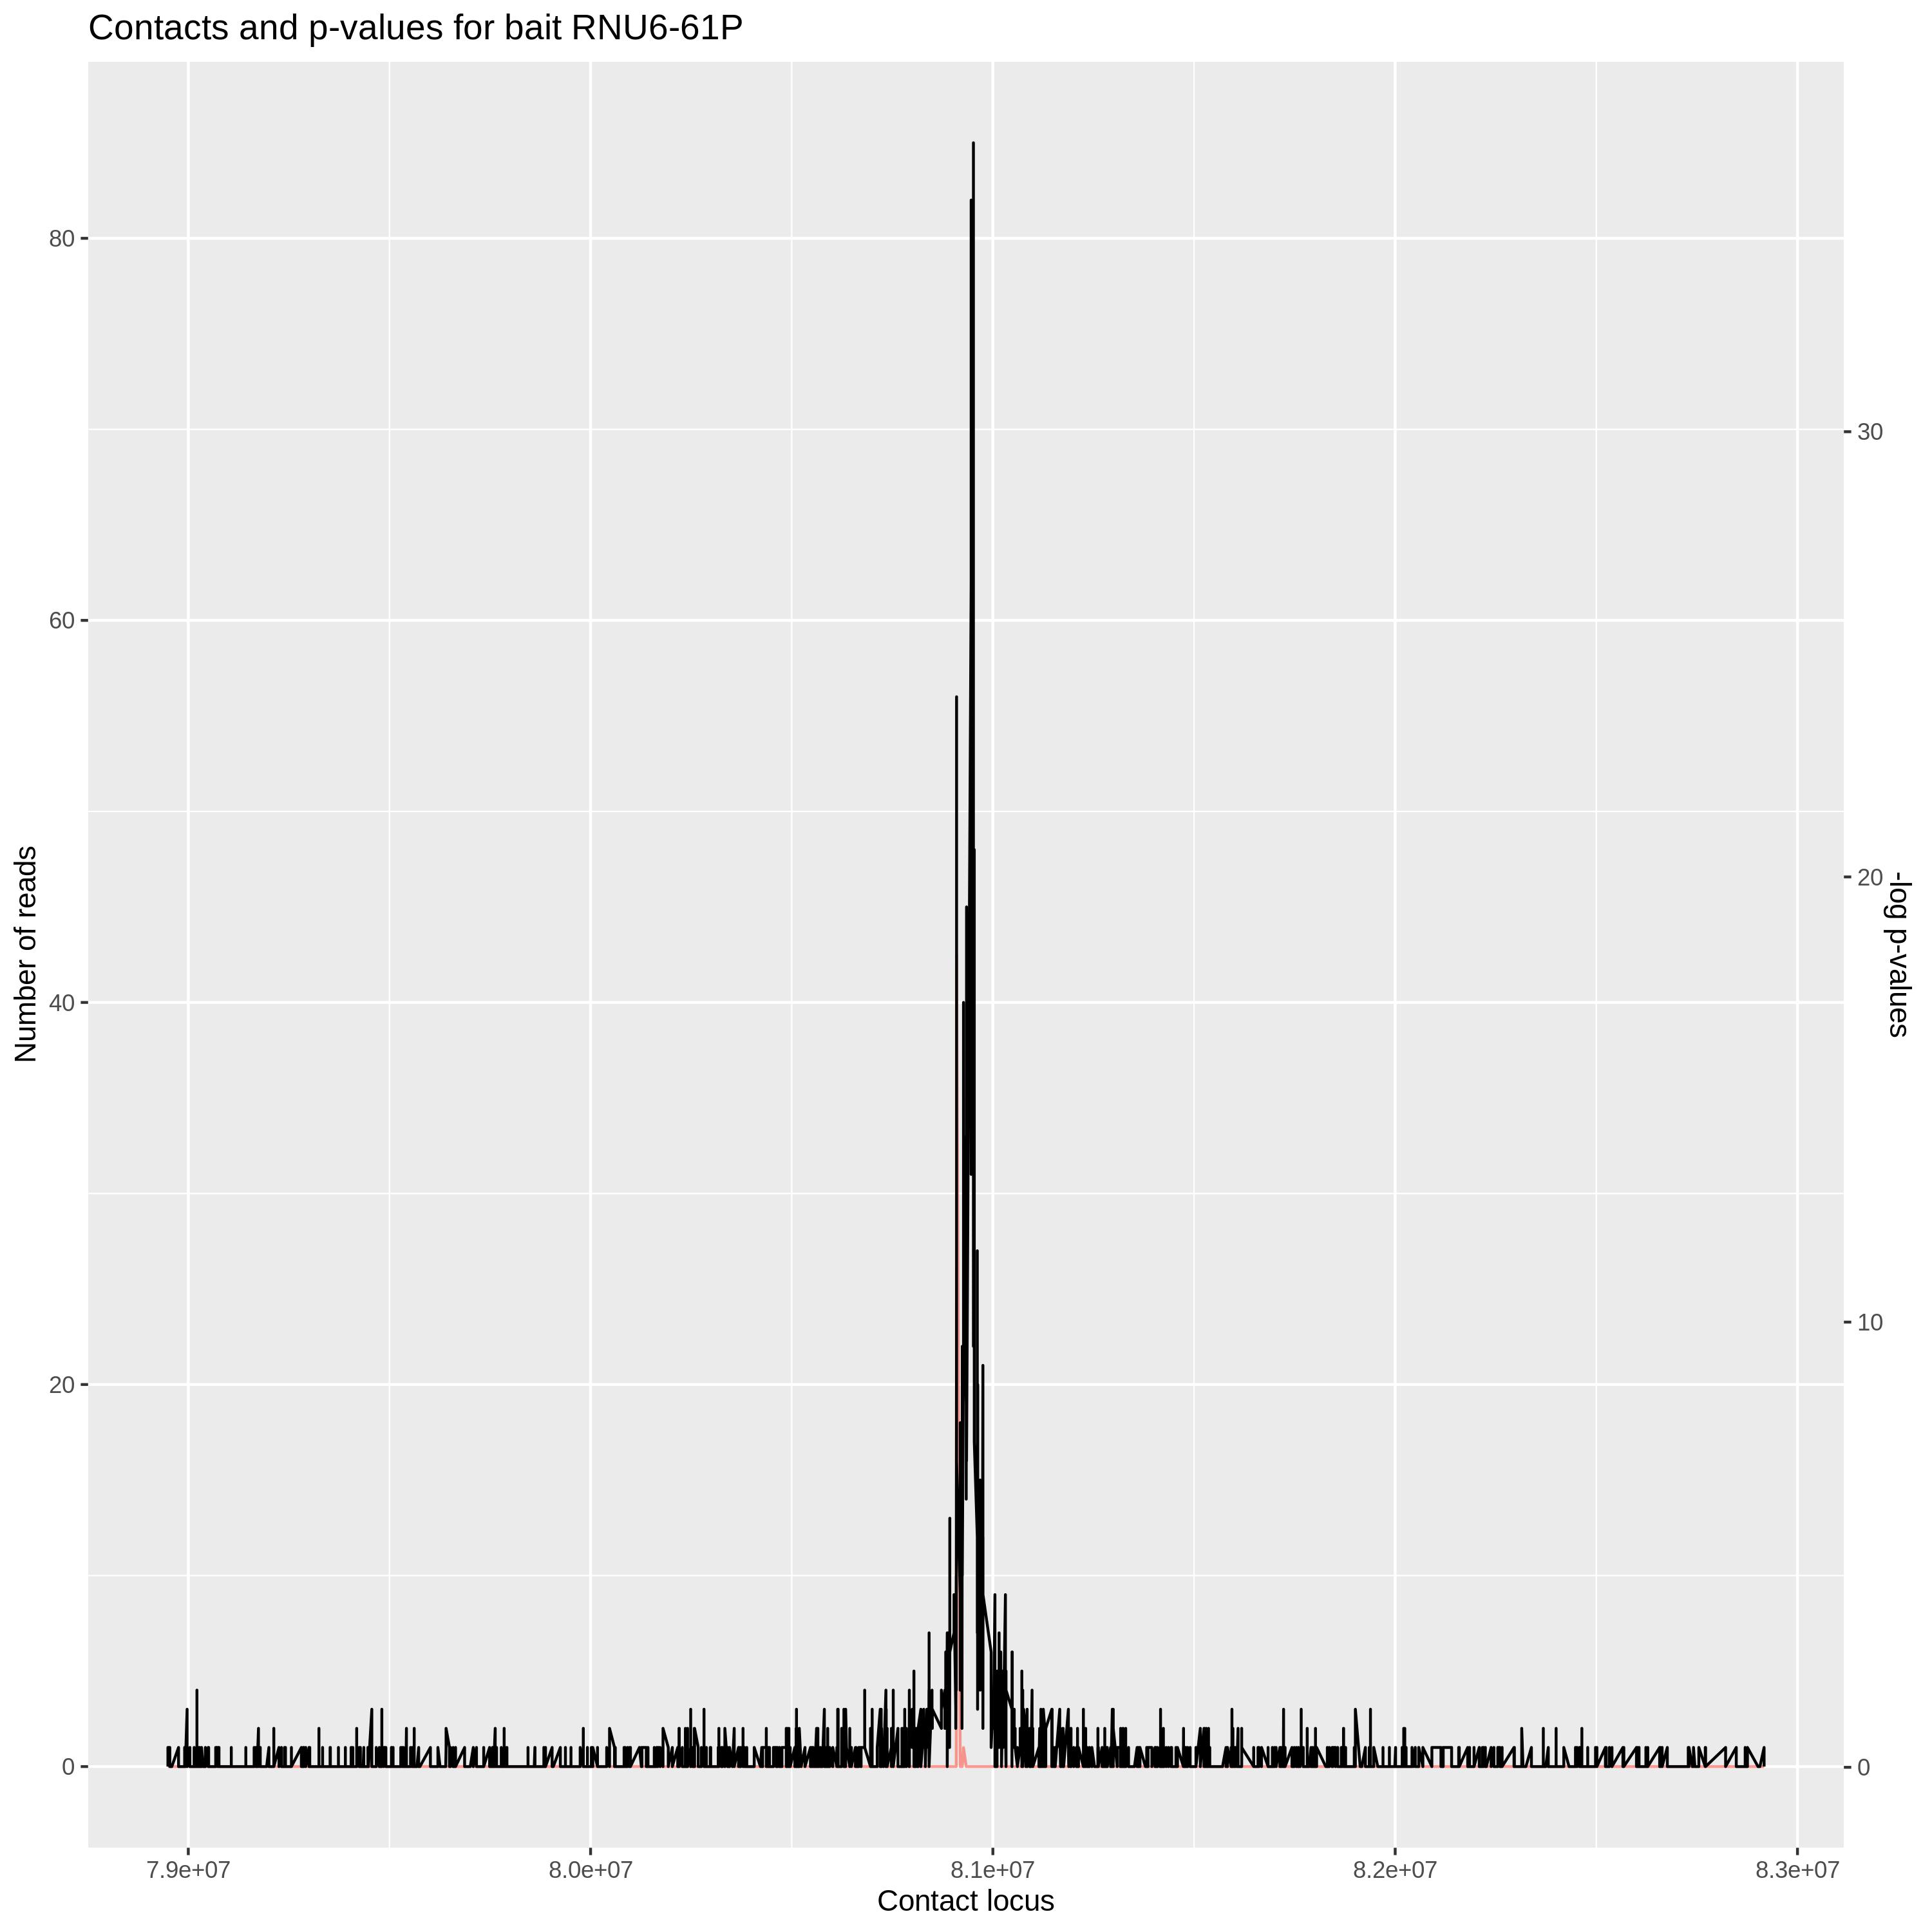 Contacts and p-values for bait RNU6-61P
80
60
40
20
0
Number of reads
30
20
10
0
-log p-values
7.9e+07
8.0e+07
8.1e+07
8.2e+07
8.3e+07
Contact locus